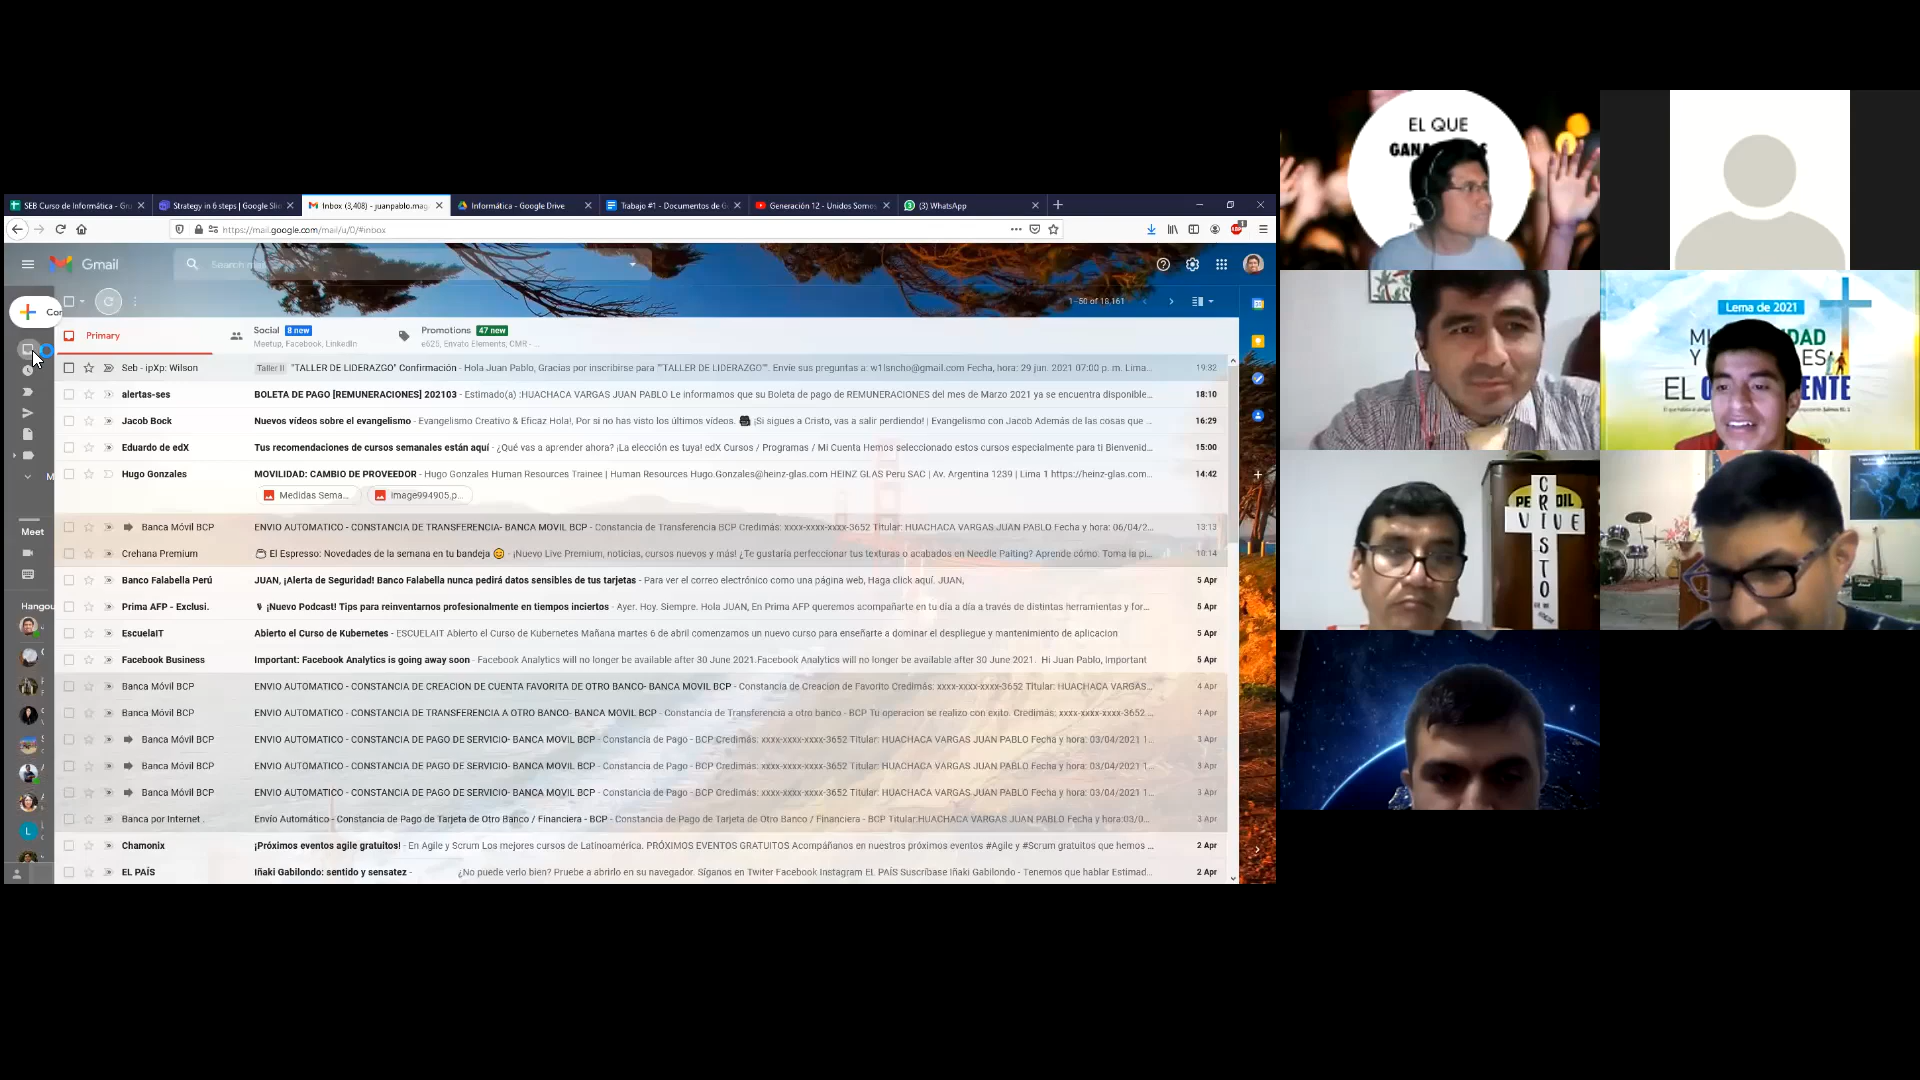 SEB Curso de Informática - Gru
Strategy in 6 steps | Google Sli
Inbox (3,408) - juanpablo.mag
Informática - Google Drive
Trabajo #1 - Documentos de G
Generación 12 - Unidos Somos
(3) WhatsApp
https://mail.google.com/mail/u/0/#inbox
Gmail
Search
1–50 of 18,161
Primary
Social 8 new
Meetup, Facebook, LinkedIn
Promotions 47 new
e625, Envato Elements, CMR - ...
Seb - ipXp: Wilson Taller II "TALLER DE LIDERAZGO" Confirmación - Hola Juan Pablo, Gracias por inscribirse para ""TALLER DE LIDERAZGO"". Envie sus preguntas a: w1lsncho@gmail.com Fecha, hora: 29 jun. 2021 07:00 p. m. Lima... 19:32
alertas-ses BOLETA DE PAGO [REMUNERACIONES] 202103 - Estimado(a) :HUACHACA VARGAS JUAN PABLO Le informamos que su Boleta de pago de REMUNERACIONES del mes de Marzo 2021 ya se encuentra disponible... 18:10
Jacob Bock Nuevos vídeos sobre el evangelismo - Evangelismo Creativo & Eficaz Hola!, Por si no has visto los últimos vídeos. ¡Si sigues a Cristo, vas a salir perdiendo! | Evangelismo con Jacob Además de las cosas que ... 16:29
Eduardo de edX Tus recomendaciones de cursos semanales están aquí - ¿Qué vas a aprender ahora? ¡La elección es tuya! edX Cursos / Programas / Mi Cuenta Hemos seleccionado estos cursos especialmente para ti Bienvenid... 15:00
Hugo Gonzales MOVILIDAD: CAMBIO DE PROVEEDOR - Hugo Gonzales Human Resources Trainee | Human Resources Hugo.Gonzales@heinz-glas.com HEINZ GLAS Peru SAC | Av. Argentina 1239 | Lima 1 https://heinz-glas.com... 14:42
Medidas Sema... image994905.p...
Banca Móvil BCP ENVIO AUTOMATICO - CONSTANCIA DE TRANSFERENCIA- BANCA MOVIL BCP - Constancia de Transferencia BCP Credimás: xxxx-xxxx-xxxx-3652 Titular: HUACHACA VARGAS JUAN PABLO Fecha y hora: 06/04/2... 13:13
Crehana Premium El Espresso: Novedades de la semana en tu bandeja 😊 - ¡Nuevo Live Premium, noticias, cursos nuevos y más! ¿Te gustaría perfeccionar tus texturas o acabados en Needle Paiting? Aprende cómo. Toma la pi... 10:14
Banco Falabella Perú JUAN, ¡Alerta de Seguridad! Banco Falabella nunca pedirá datos sensibles de tus tarjetas - Para ver el correo electrónico como una página web, Haga click aquí. JUAN, 5 Apr
Prima AFP - Exclusi. ¡Nuevo Podcast! Tips para reinventarnos profesionalmente en tiempos inciertos - Ayer. Hoy. Siempre. Hola JUAN, En Prima AFP queremos acompañarte en tu día a día a través de distintas herramientas y for... 5 Apr
EscuelaIT Abierto el Curso de Kubernetes - ESCUELAIT Abierto el Curso de Kubernetes Mañana martes 6 de abril comenzamos un nuevo curso para enseñarte a dominar el despliegue y mantenimiento de aplicacion 5 Apr
Facebook Business Important: Facebook Analytics is going away soon - Facebook Analytics will no longer be available after 30 June 2021.Facebook Analytics will no longer be available after 30 June 2021. Hi Juan Pablo, Important 5 Apr
Banca Móvil BCP ENVIO AUTOMATICO - CONSTANCIA DE CREACION DE CUENTA FAVORITA DE OTRO BANCO- BANCA MOVIL BCP - Constancia de Creacion de Favorito Credimás: xxxx-xxxx-xxxx-3652 Titular: HUACHACA VARGAS... 4 Apr
Banca Móvil BCP ENVIO AUTOMATICO - CONSTANCIA DE TRANSFERENCIA A OTRO BANCO- BANCA MOVIL BCP - Constancia de Transferencia a otro banco - BCP Tu operacion se realizo con exito. Credimás: xxxx-xxxx-xxxx-3652 ... 4 Apr
Banca Móvil BCP ENVIO AUTOMATICO - CONSTANCIA DE PAGO DE SERVICIO- BANCA MOVIL BCP - Constancia de Pago - BCP Credimás: xxxx-xxxx-xxxx-3652 Titular: HUACHACA VARGAS JUAN PABLO Fecha y hora: 03/04/2021 1... 3 Apr
Banca Móvil BCP ENVIO AUTOMATICO - CONSTANCIA DE PAGO DE SERVICIO- BANCA MOVIL BCP - Constancia de Pago - BCP Credimás: xxxx-xxxx-xxxx-3652 Titular: HUACHACA VARGAS JUAN PABLO Fecha y hora: 03/04/2021 1... 3 Apr
Banca Móvil BCP ENVIO AUTOMATICO - CONSTANCIA DE PAGO DE SERVICIO- BANCA MOVIL BCP - Constancia de Pago - BCP Credimás: xxxx-xxxx-xxxx-3652 Titular: HUACHACA VARGAS JUAN PABLO Fecha y hora: 03/04/2021 1... 3 Apr
Banca por Internet . Envío Automático - Constancia de Pago de Tarjeta de Otro Banco / Financiera - BCP - Constancia de Pago de Tarjeta de Otro Banco / Financiera - BCP Titular:HUACHACA VARGAS JUAN PABLO Fecha y hora:03/0... 3 Apr
Chamonix ¡Próximos eventos agile gratuitos! - En Agile y Scrum Los mejores cursos de Latinoamérica. PRÓXIMOS EVENTOS GRATUITOS Acompáñanos en nuestros próximos eventos #Agile y #Scrum gratuitos que hemos ... 2 Apr
EL PAÍS Iñaki Gabilondo: sentido y sensatez - ¿No puede verlo bien? Pruebe a abrirlo en su navegador. Síganos en Twiter Facebook Instagram EL PAÍS Suscríbase Iñaki Gabilondo - Tenemos que hablar Estimad... 2 Apr
Con
M
Meet
Hangou
L
EL QUE
GANA
Lema de 2021
MI
DAD
Y
ES
EL
ENTE
CRISTO
VIVE